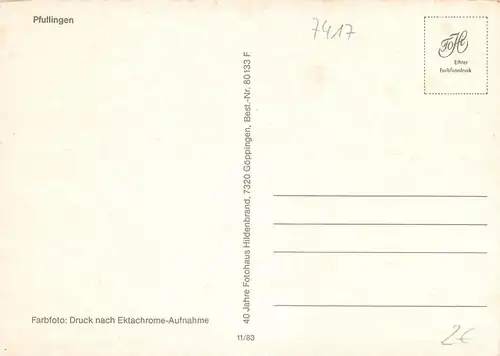 Pfullingen
7417
Echter
Farbfotodruck
40 Jahre Fotohaus Hildenbrand, 7320 Göppingen, Best.-Nr. 80133 F
Farbfoto: Druck nach Ektachrome-Aufnahme
11/83
2€